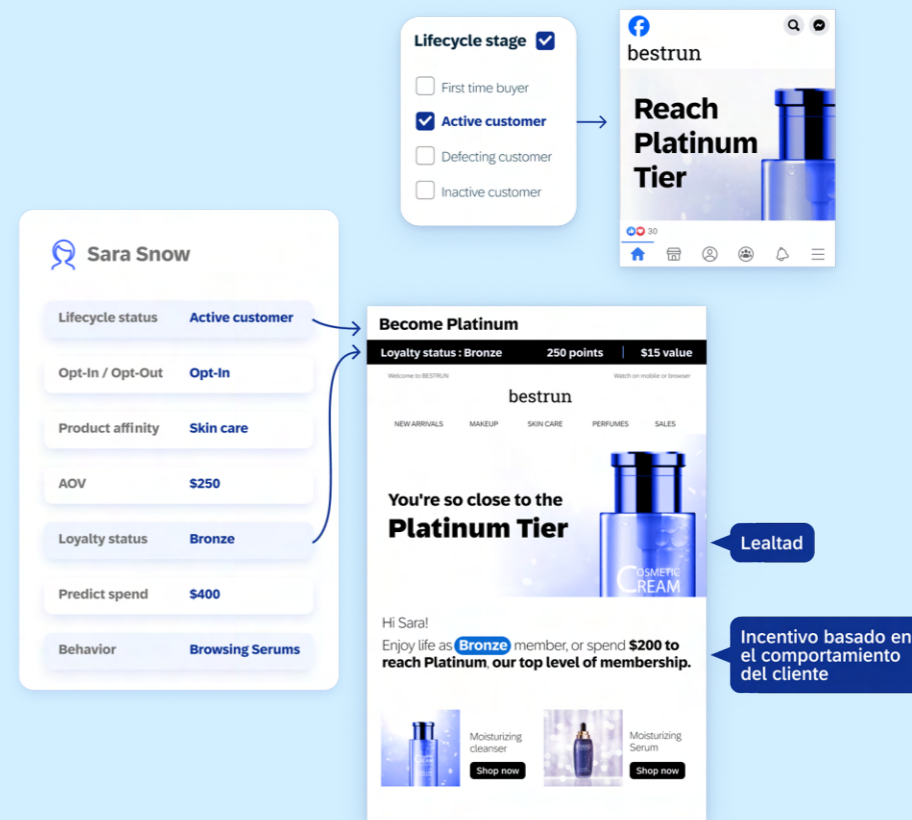 Lifecycle stage
First time buyer
Active customer
Defecting customer
Inactive customer
bestrun
Reach
Platinum
Tier
30
Sara Snow
Lifecycle status Active customer
Opt-In / Opt-Out Opt-In
Product affinity Skin care
AOV $250
Loyalty status Bronze
Predict spend $400
Behavior Browsing Serums
Become Platinum
Loyalty status : Bronze 250 points $15 value
Welcome to BESTRUN Watch on mobile or browser
bestrun
NEW ARRIVALS MAKEUP SKIN CARE PERFUMES SALES
You're so close to the
Platinum Tier
COSMETIC
CREAM
Hi Sara!
Enjoy life as Bronze member, or spend $200 to
reach Platinum, our top level of membership.
Moisturizing
cleanser
Shop now
Moisturizing
Serum
Shop now
Lealtad
Incentivo basado en
el comportamiento
del cliente